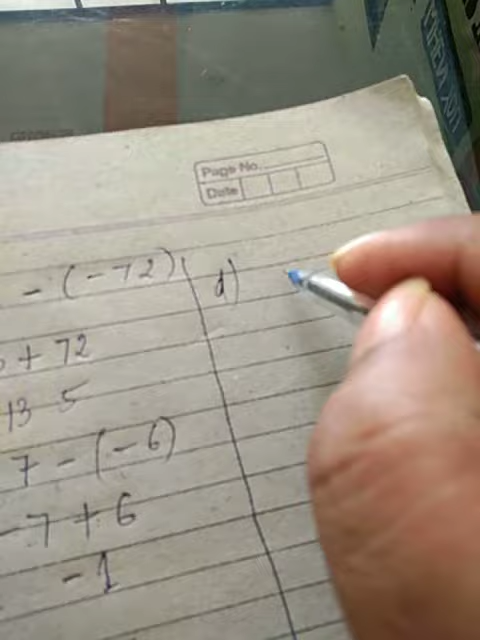 Page No.
Date
- (-72)
d)
+ 72
13 5
7 - (-6)
-7 + 6
-1